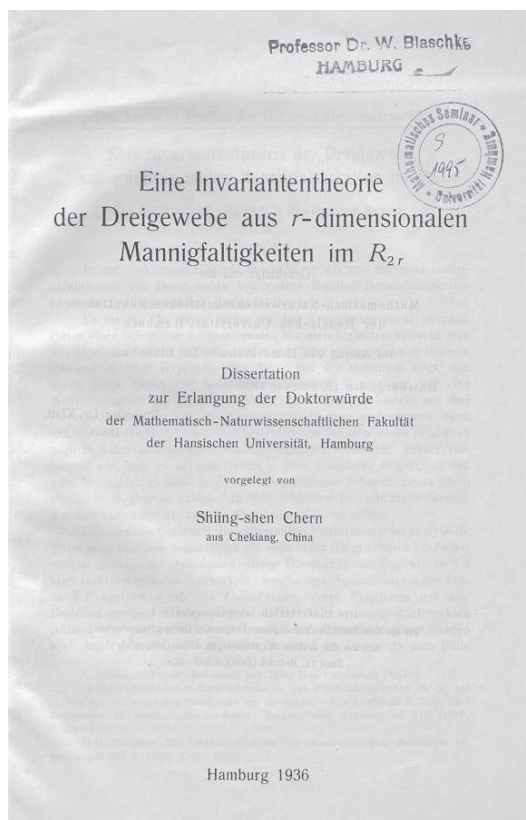 Professor Dr. W. Blaschke
HAMBURG
Mathematisches Seminar
Universität Hamburg
S
1995
Eine Invariantentheorie
der Dreigewebe aus r-dimensionalen
Mannigfaltigkeiten im R₂ᵣ
Dissertation
zur Erlangung der Doktorwürde
der Mathematisch-Naturwissenschaftlichen Fakultät
der Hansischen Universität, Hamburg
vorgelegt von
Shiing-shen Chern
aus Chekiang, China
Hamburg 1936